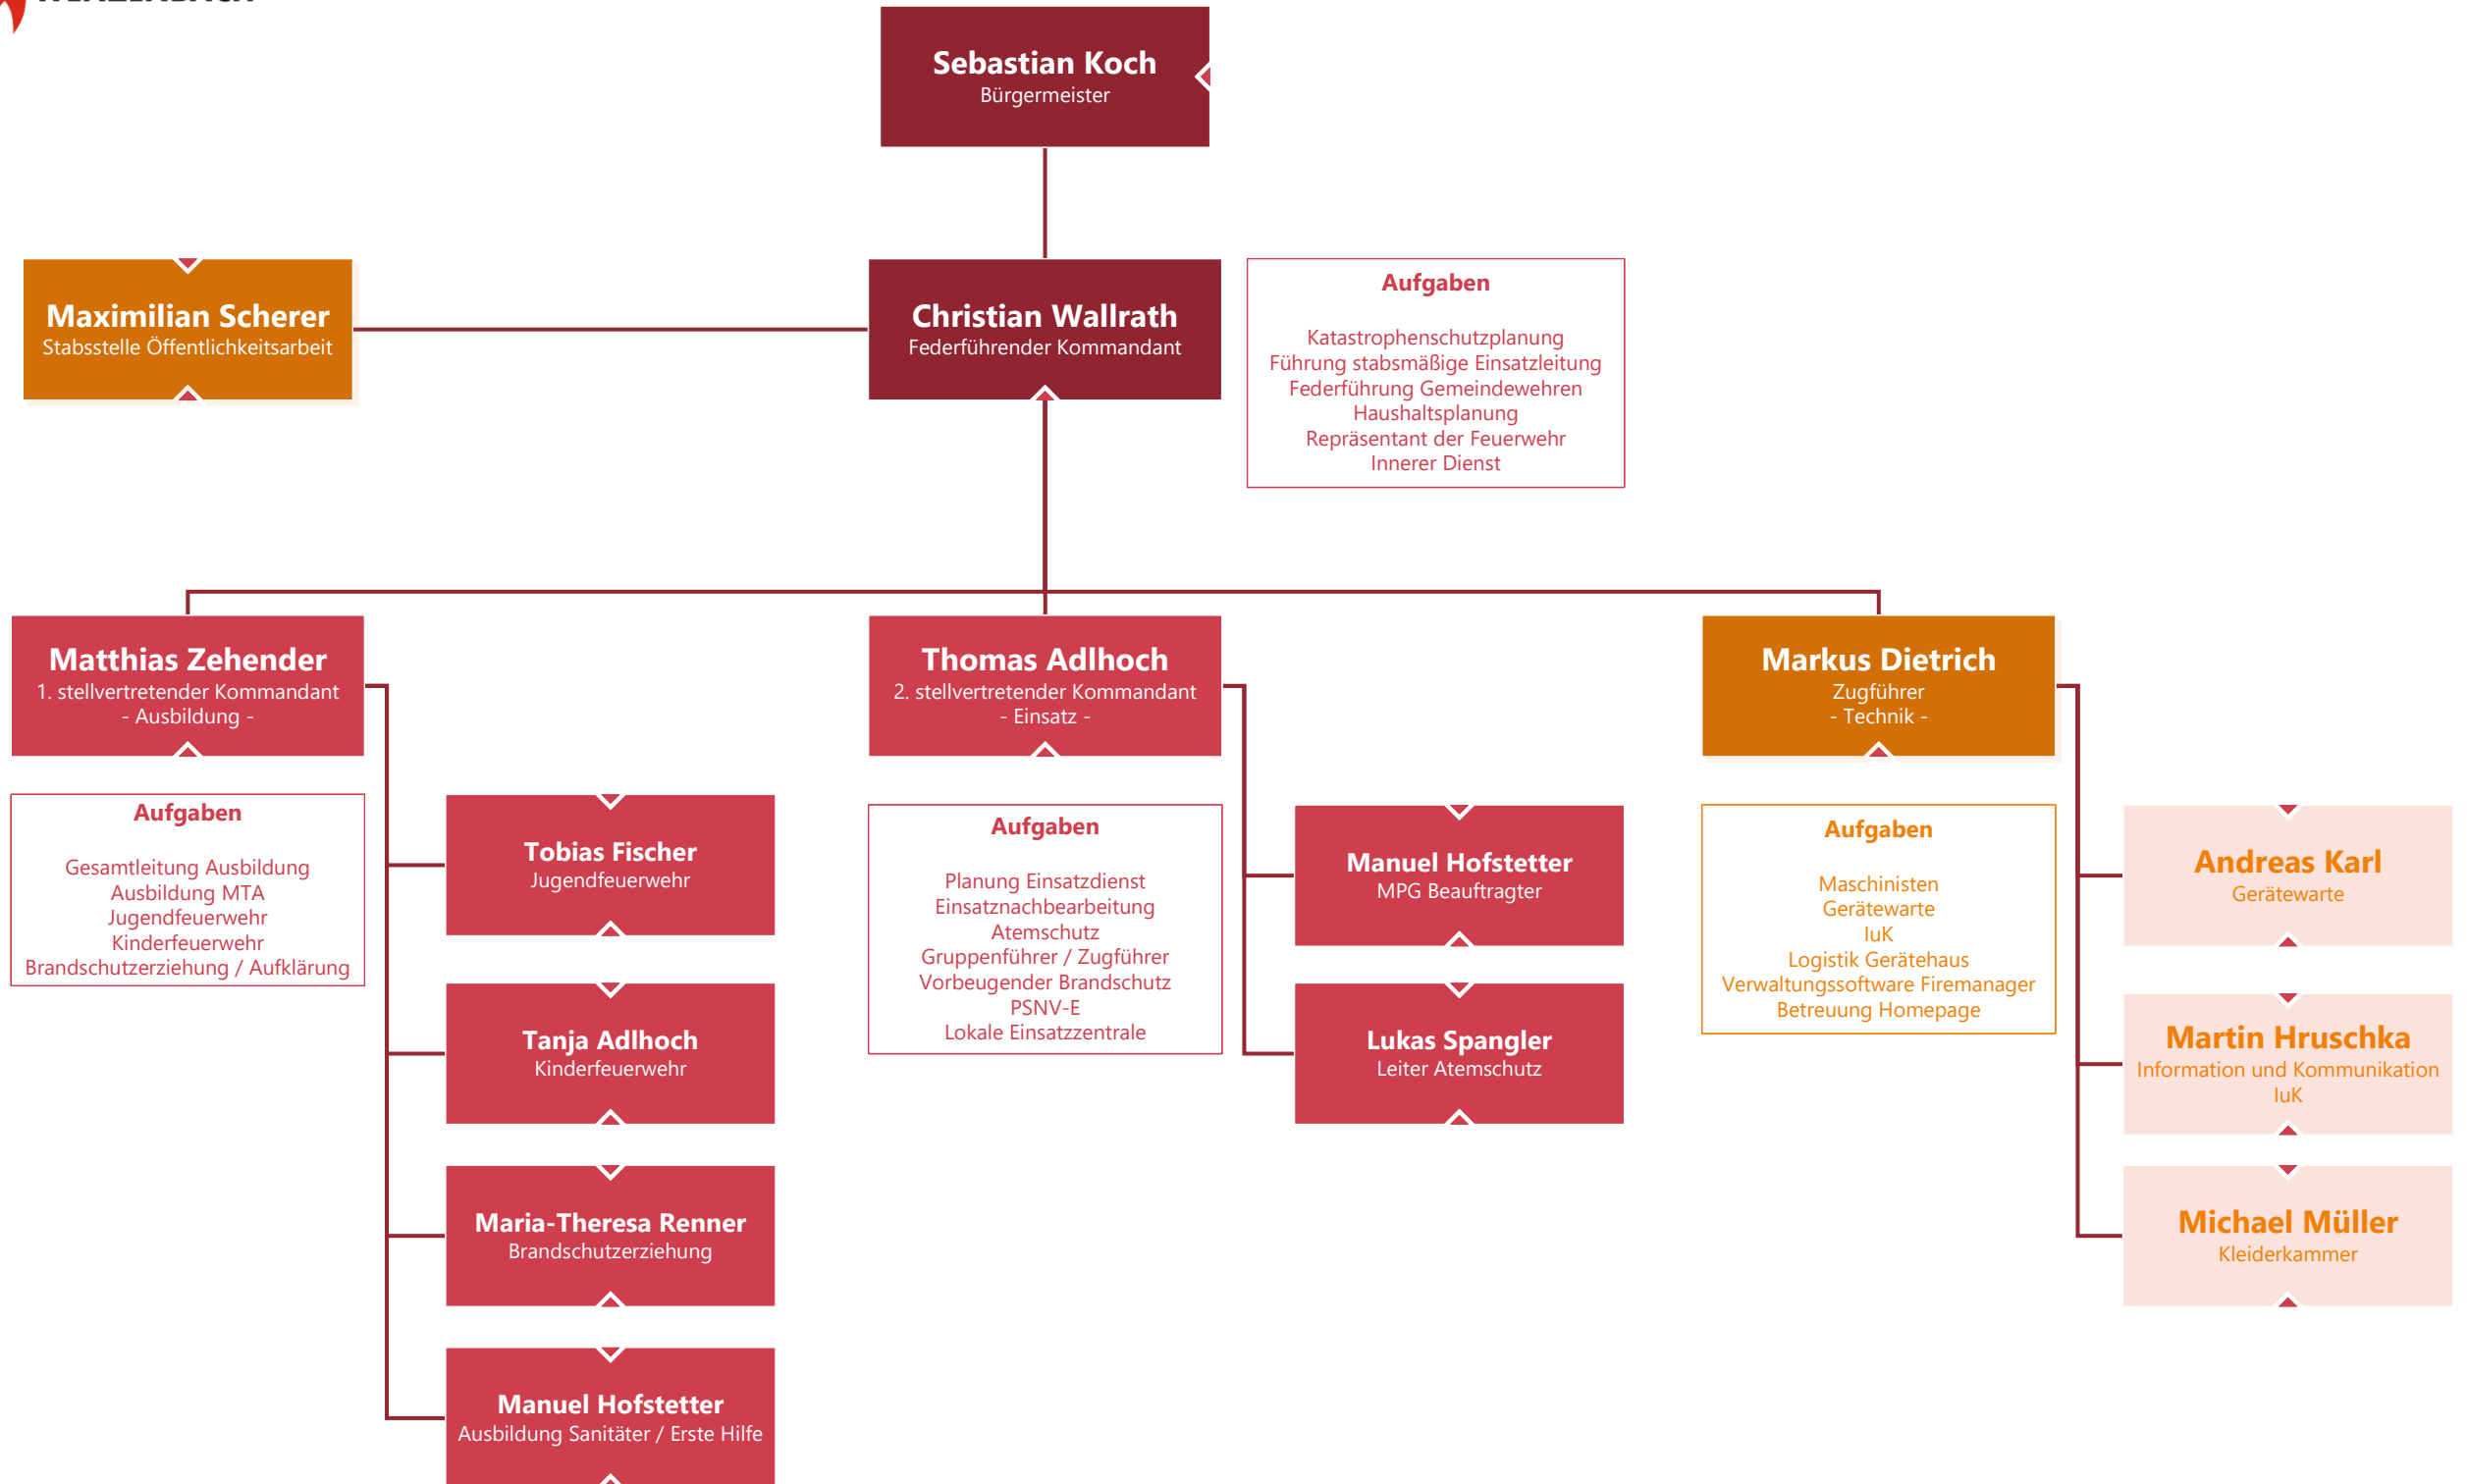 Sebastian Koch
Bürgermeister
Maximilian Scherer
Stabsstelle Öffentlichkeitsarbeit
Christian Wallrath
Federführender Kommandant
Aufgaben
Katastrophenschutzplanung
Führung stabsmäßige Einsatzleitung
Federführung Gemeindewehren
Haushaltsplanung
Repräsentant der Feuerwehr
Innerer Dienst
Matthias Zehender
1. stellvertretender Kommandant
- Ausbildung -
Aufgaben
Gesamtleitung Ausbildung
Ausbildung MTA
Jugendfeuerwehr
Kinderfeuerwehr
Brandschutzerziehung / Aufklärung
Tobias Fischer
Jugendfeuerwehr
Tanja Adlhoch
Kinderfeuerwehr
Maria-Theresa Renner
Brandschutzerziehung
Manuel Hofstetter
Ausbildung Sanitäter / Erste Hilfe
Thomas Adlhoch
2. stellvertretender Kommandant
- Einsatz -
Aufgaben
Planung Einsatzdienst
Einsatznachbearbeitung
Atemschutz
Gruppenführer / Zugführer
Vorbeugender Brandschutz
PSNV-E
Lokale Einsatzzentrale
Manuel Hofstetter
MPG Beauftragter
Lukas Spangler
Leiter Atemschutz
Markus Dietrich
Zugführer
- Technik -
Aufgaben
Maschinisten
Gerätewarte
IuK
Logistik Gerätehaus
Verwaltungssoftware Firemanager
Betreuung Homepage
Andreas Karl
Gerätewarte
Martin Hruschka
Information und Kommunikation
IuK
Michael Müller
Kleiderkammer